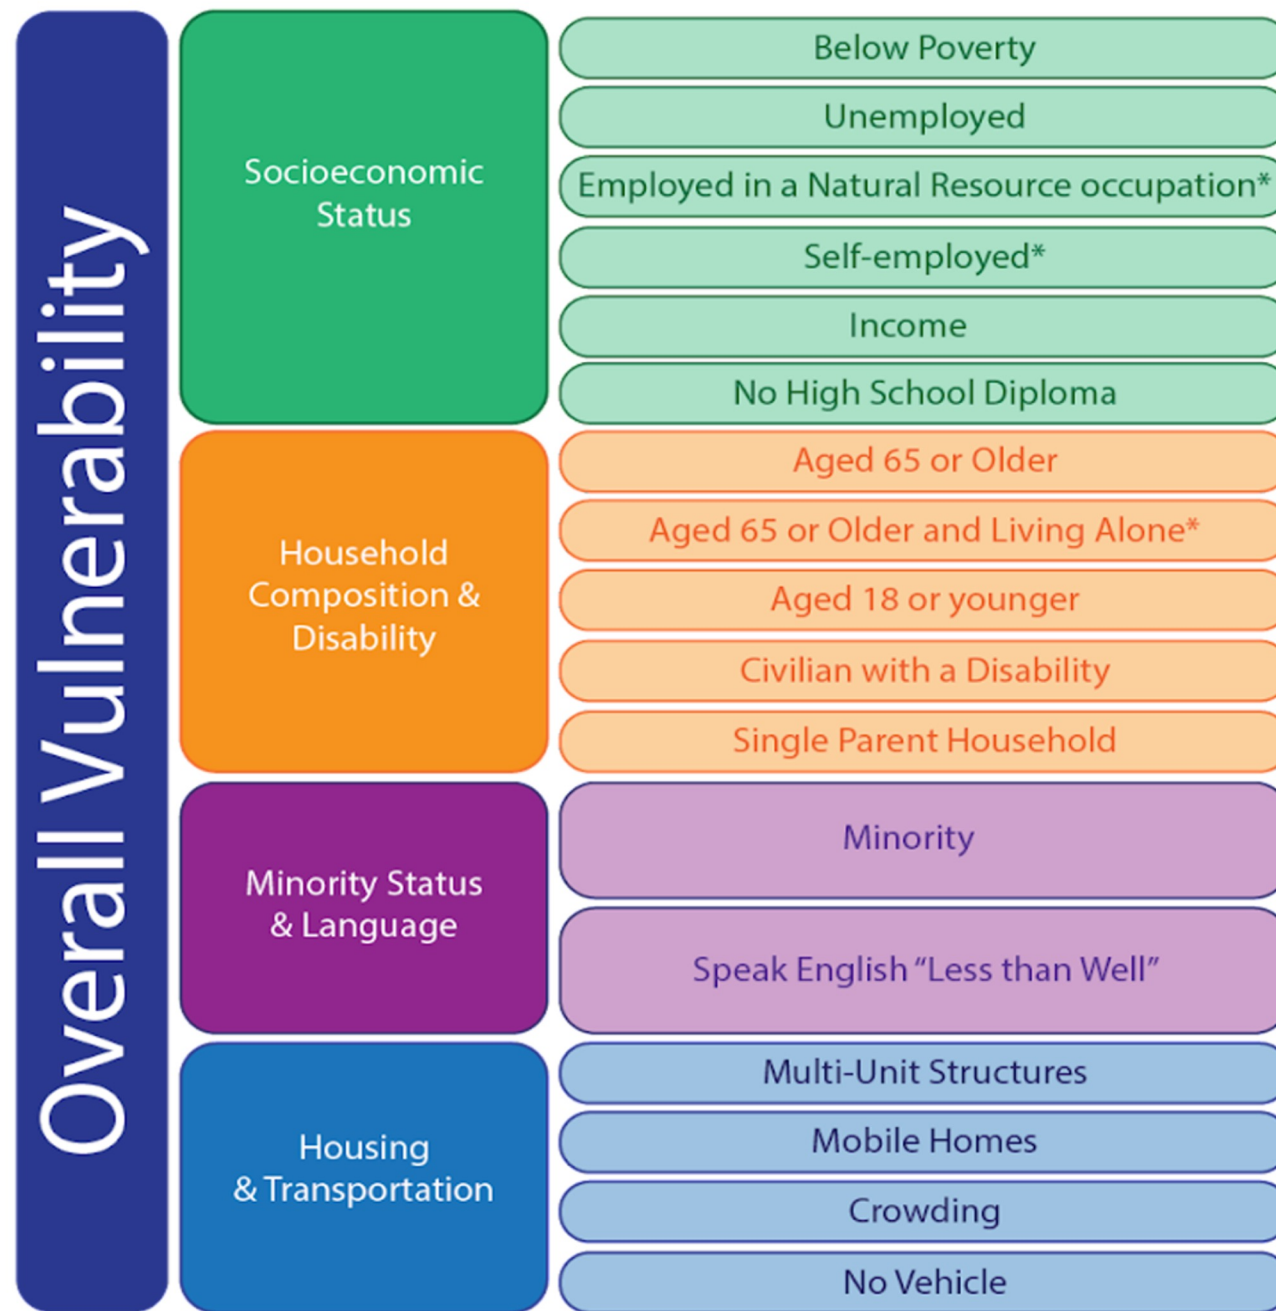 Overall Vulnerability
Socioeconomic
Status
Below Poverty
Unemployed
Employed in a Natural Resource occupation*
Self-employed*
Income
No High School Diploma
Household
Composition &
Disability
Aged 65 or Older
Aged 65 or Older and Living Alone*
Aged 18 or younger
Civilian with a Disability
Single Parent Household
Minority Status
& Language
Minority
Speak English “Less than Well”
Housing
& Transportation
Multi-Unit Structures
Mobile Homes
Crowding
No Vehicle